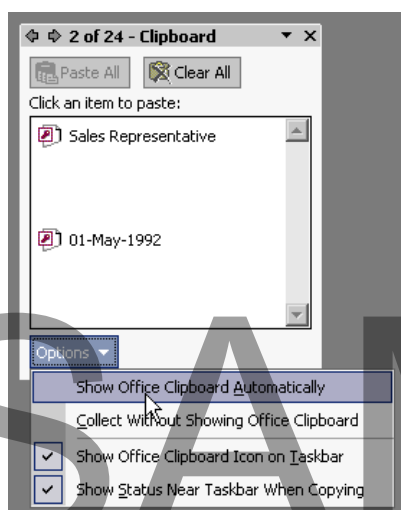 2 of 24 - Clipboard
Paste All Clear All
Click an item to paste:
Sales Representative
01-May-1992
Options
Show Office Clipboard Automatically
Collect Without Showing Office Clipboard
Show Office Clipboard Icon on Taskbar
Show Status Near Taskbar When Copying
SAM